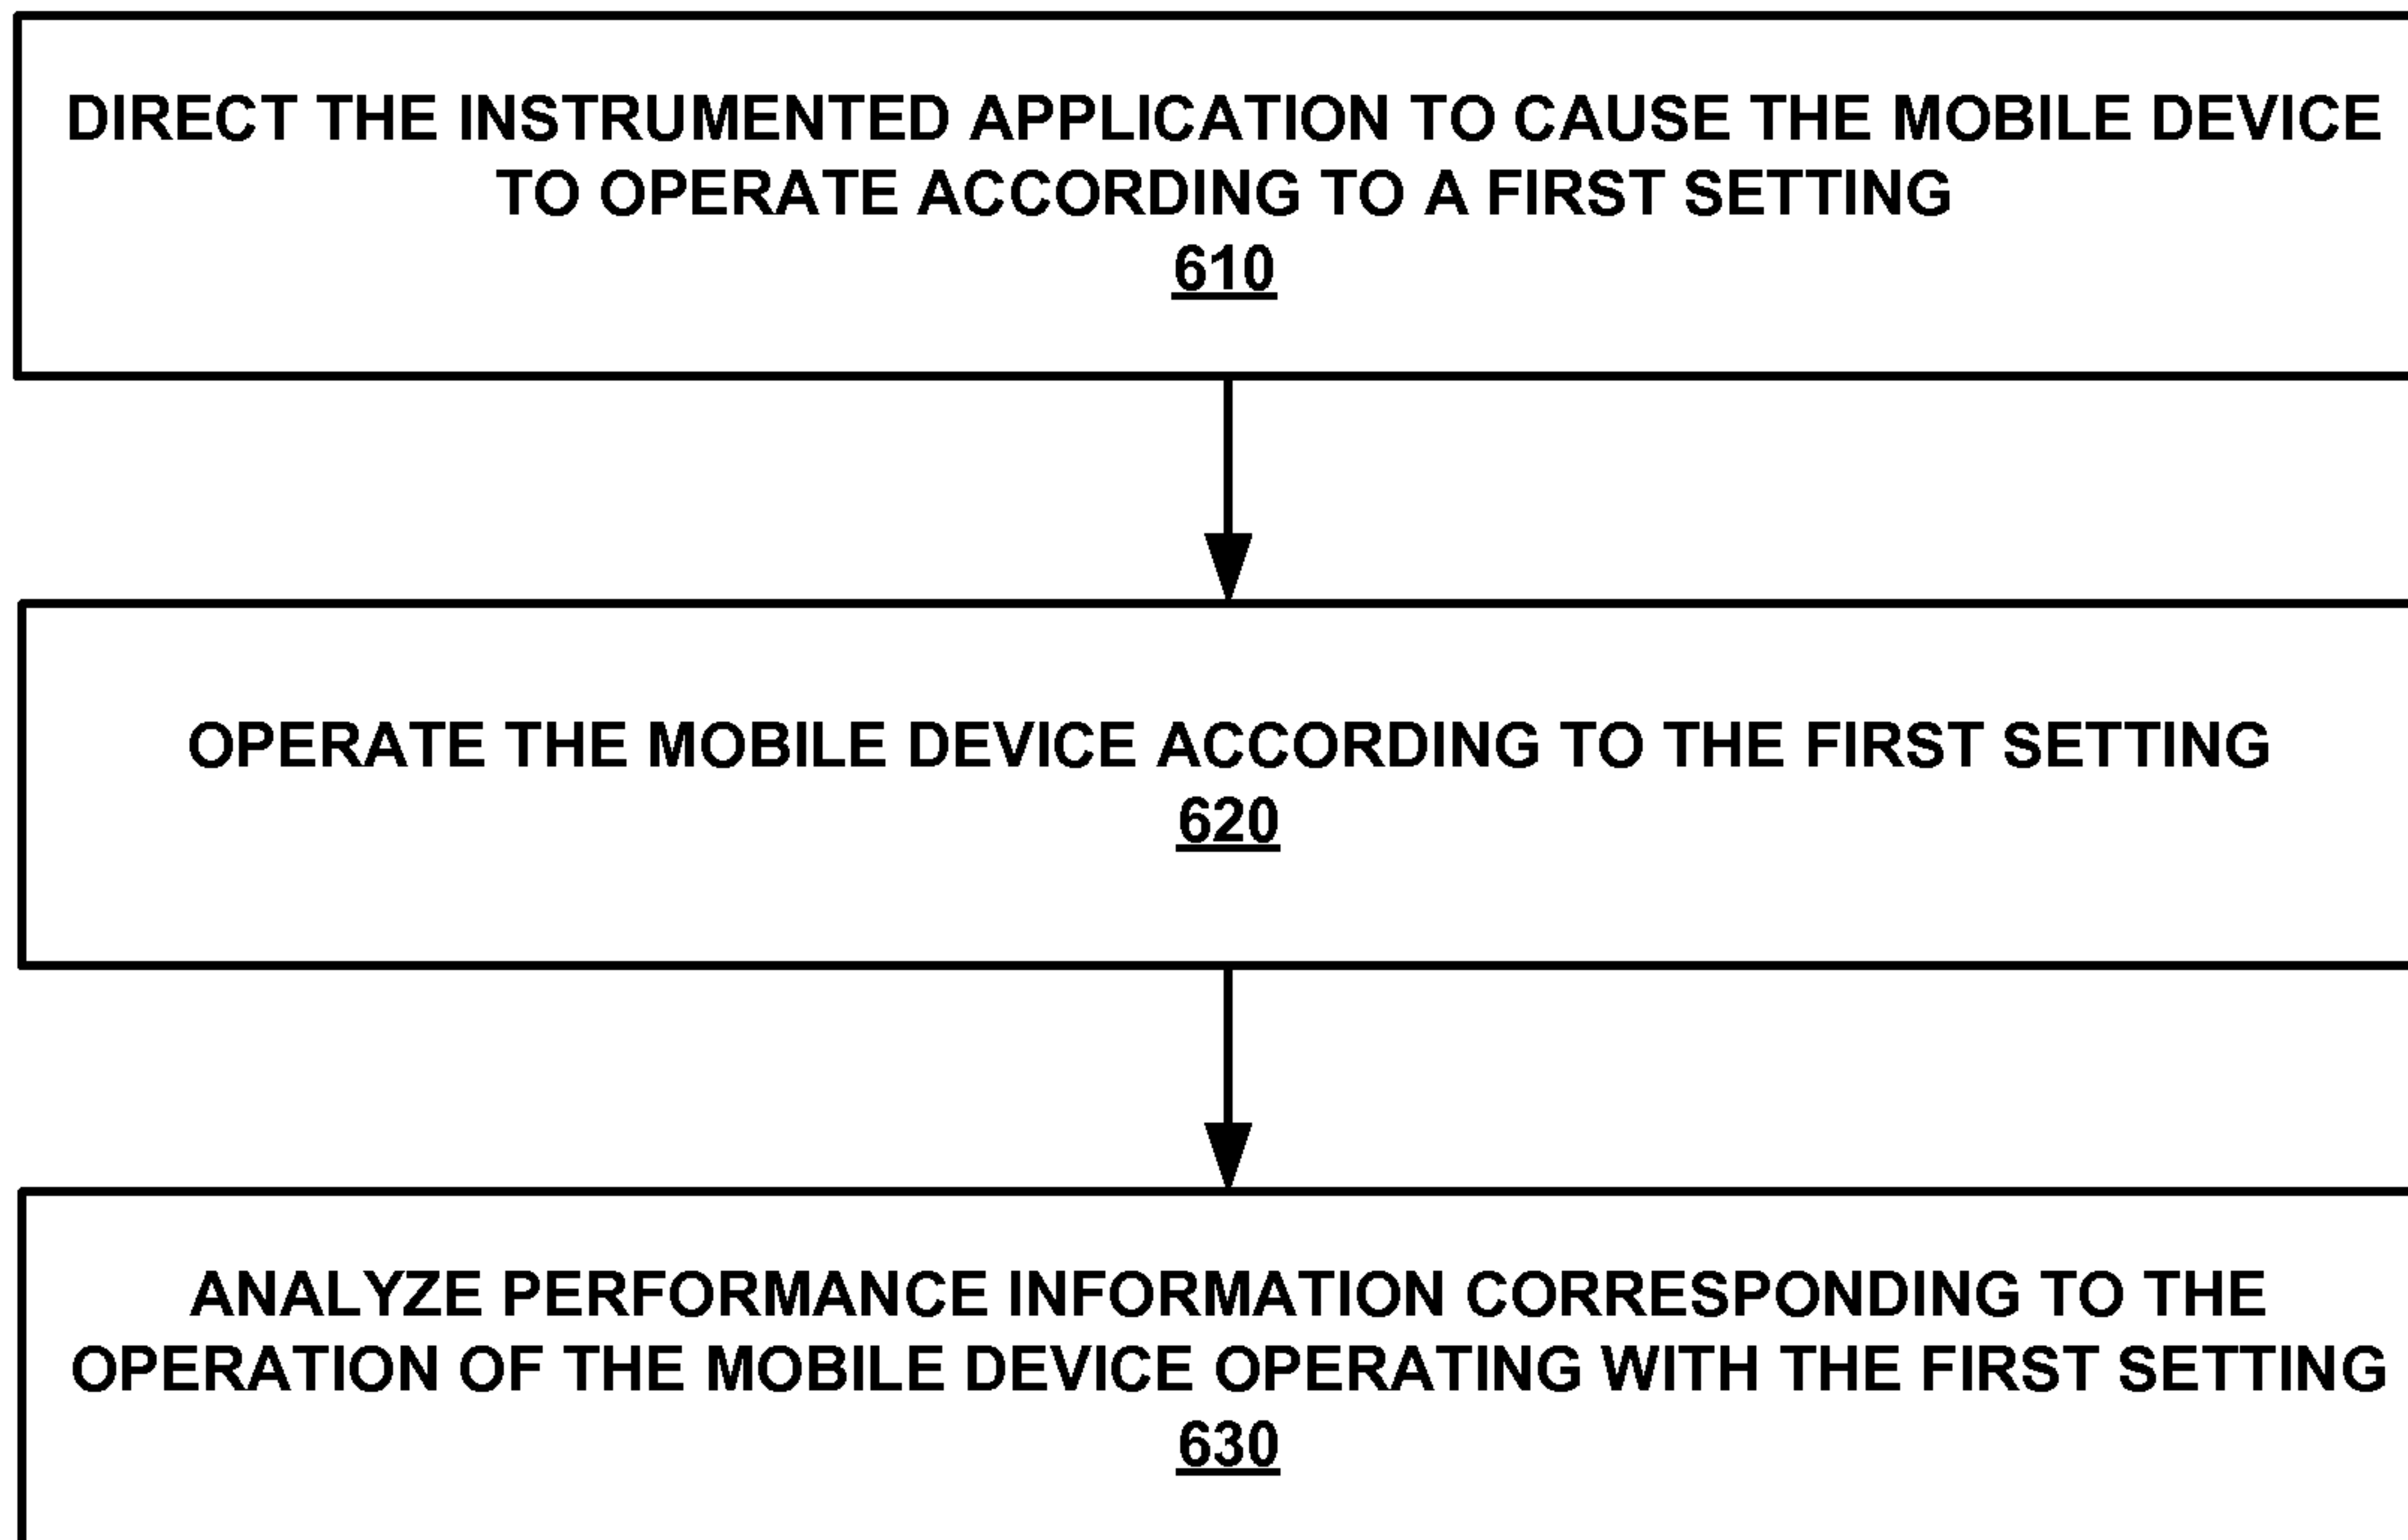 DIRECT THE INSTRUMENTED APPLICATION TO CAUSE THE MOBILE DEVICE
TO OPERATE ACCORDING TO A FIRST SETTING
610
OPERATE THE MOBILE DEVICE ACCORDING TO THE FIRST SETTING
620
ANALYZE PERFORMANCE INFORMATION CORRESPONDING TO THE
OPERATION OF THE MOBILE DEVICE OPERATING WITH THE FIRST SETTING
630